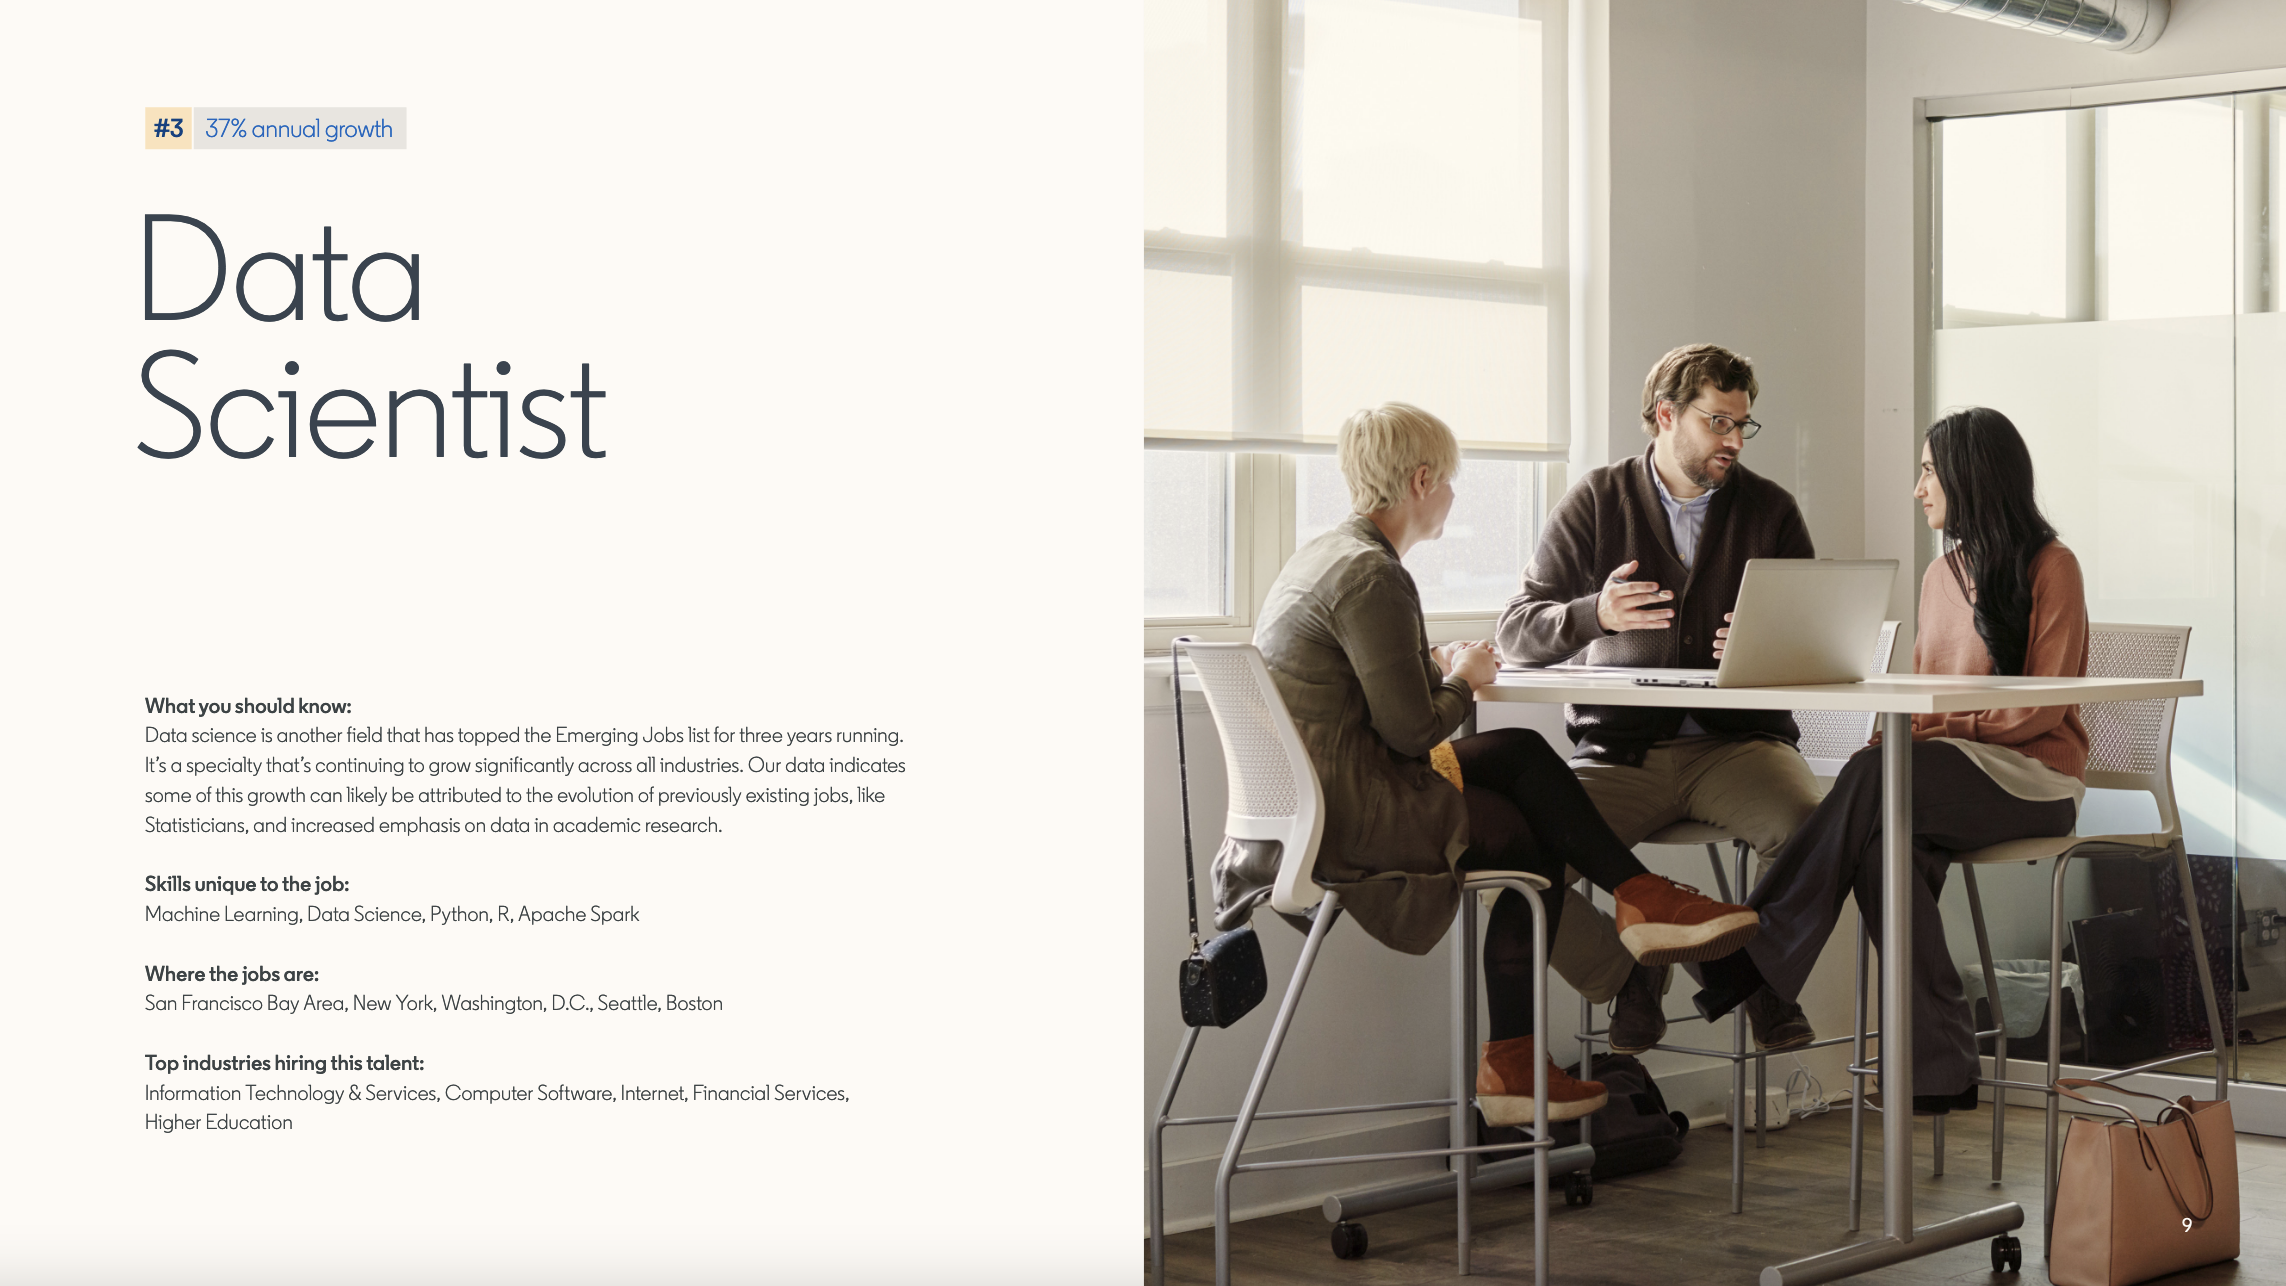 #3 37% annual growth
Data
Scientist
What you should know:
Data science is another field that has topped the Emerging Jobs list for three years running.
It’s a specialty that’s continuing to grow significantly across all industries. Our data indicates
some of this growth can likely be attributed to the evolution of previously existing jobs, like
Statisticians, and increased emphasis on data in academic research.
Skills unique to the job:
Machine Learning, Data Science, Python, R, Apache Spark
Where the jobs are:
San Francisco Bay Area, New York, Washington, D.C., Seattle, Boston
Top industries hiring this talent:
Information Technology & Services, Computer Software, Internet, Financial Services,
Higher Education
9